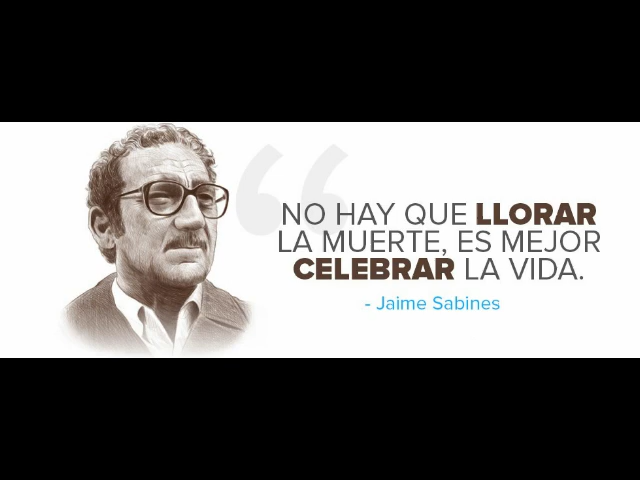 NO HAY QUE LLORAR
LA MUERTE, ES MEJOR
CELEBRAR LA VIDA.
- Jaime Sabines